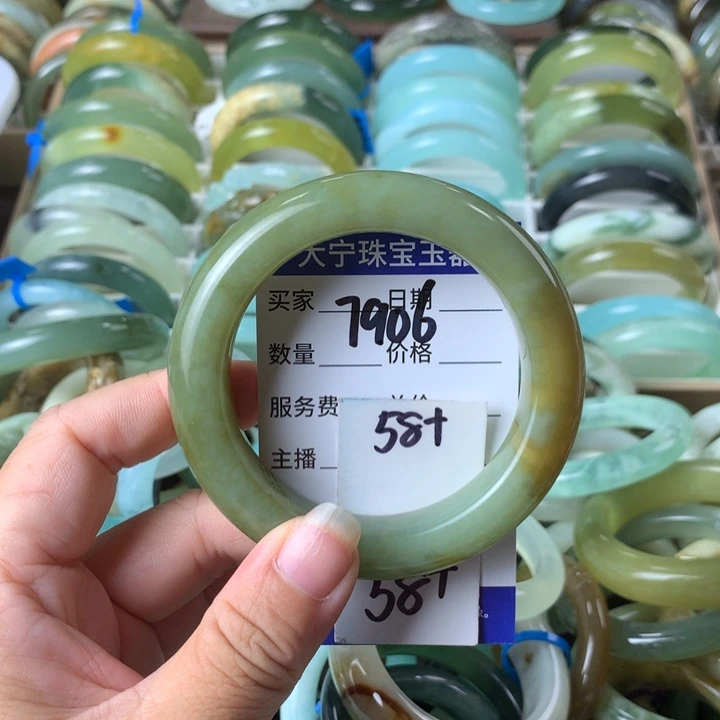 大宁珠宝玉器
买家 日期
7906
数量 价格
服务费
58+
主播
58+